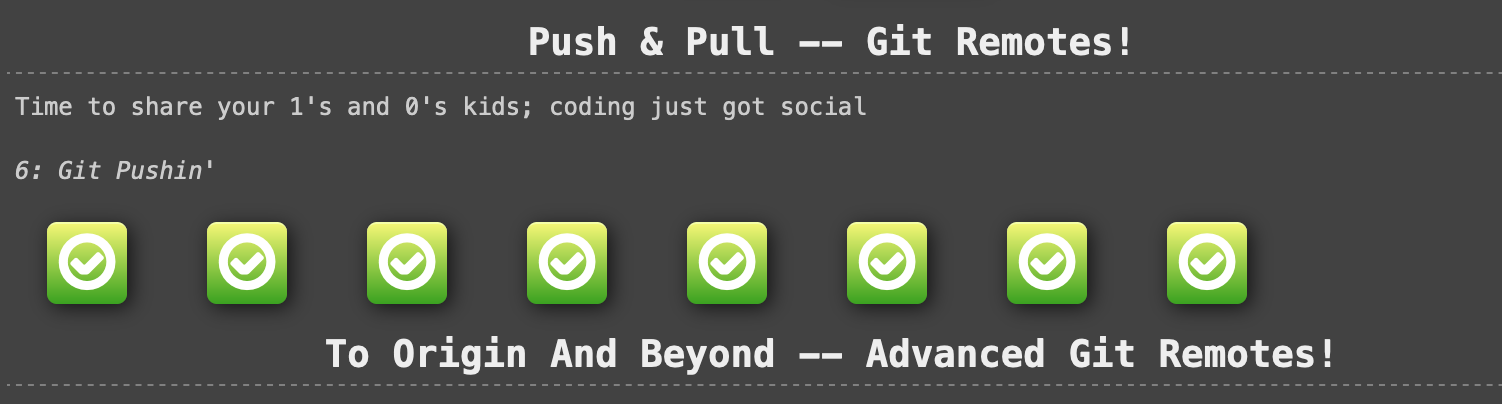 Push & Pull -- Git Remotes!
Time to share your 1's and 0's kids; coding just got social
6: Git Pushin'
To Origin And Beyond -- Advanced Git Remotes!